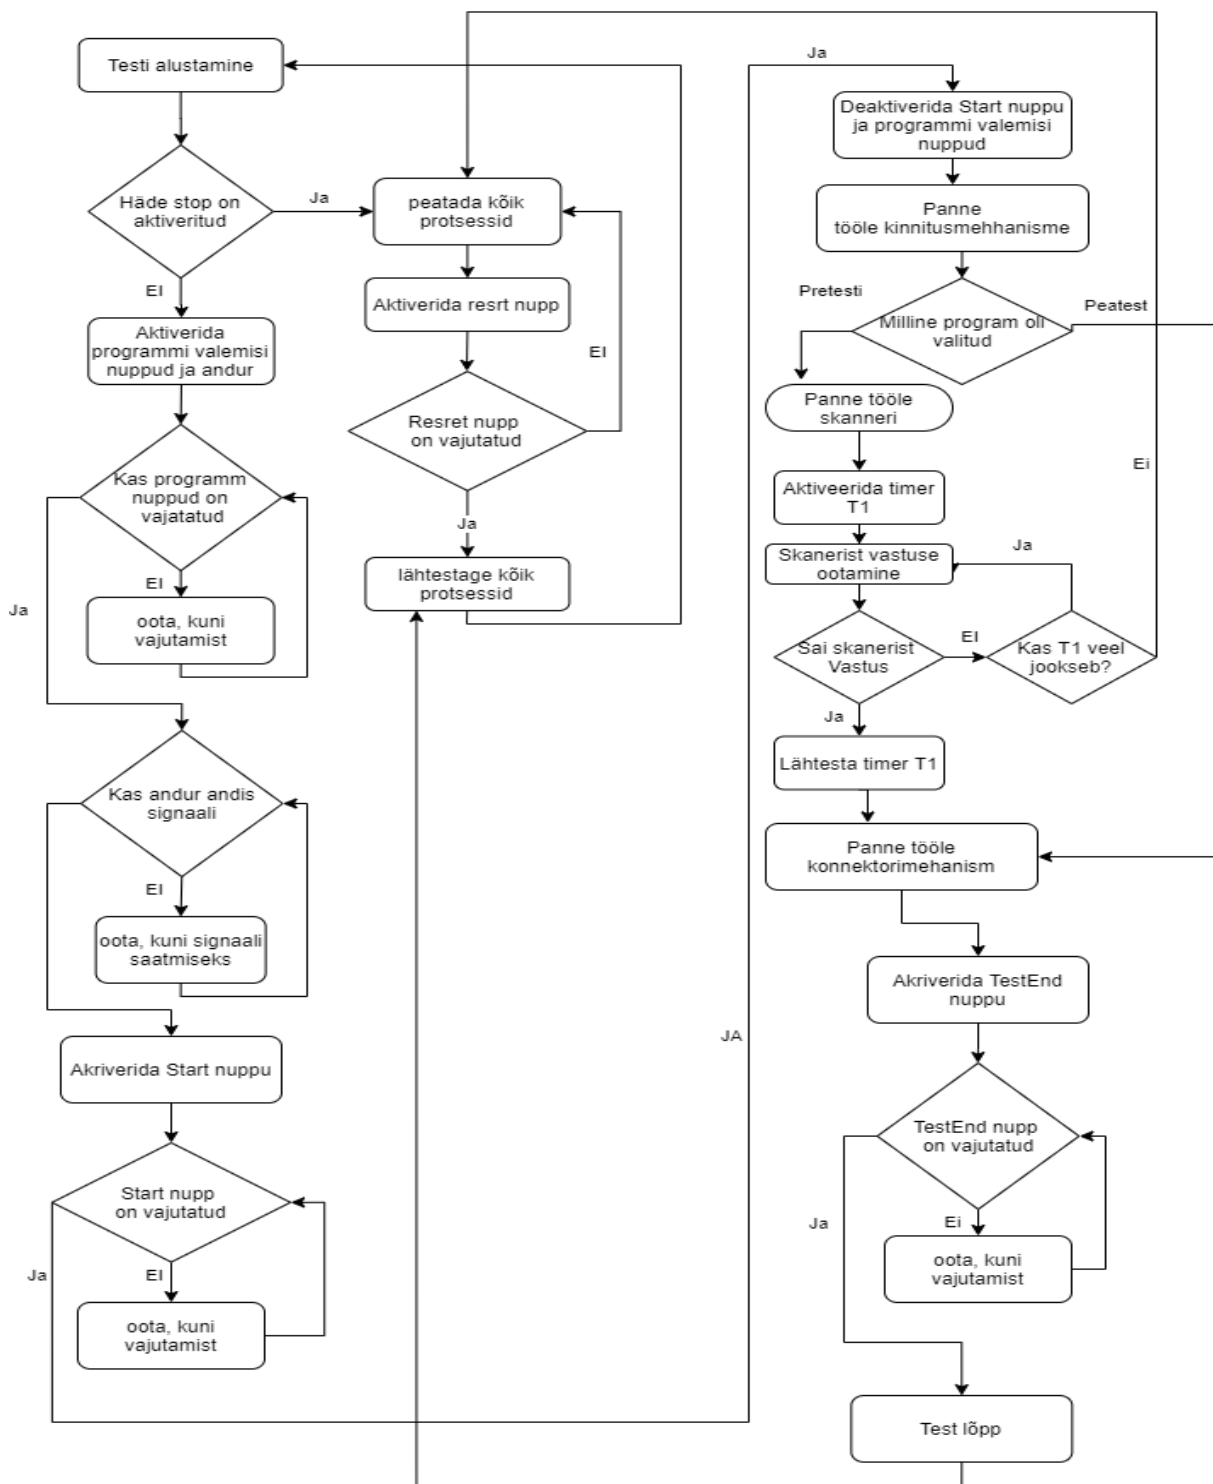 Testi alustamine
Häde stop on
aktiveritud
Ja
EI
Aktiverida
programmi valemisi
nuppud ja andur
Kas programm
nuppud on
vajatatud
EI
Ja
oota, kuni
vajutamist
Kas andur andis
signaali
EI
oota, kuni signaali
saatmiseks
Akriverida Start nuppu
Start nupp
on vajutatud
Ja
EI
oota, kuni
vajutamist
peatada kõik
protsessid
Aktiverida resrt nupp
EI
Resret nupp
on vajutatud
Ja
lähtestage kõik
protsessid
JA
Ja
Deaktiverida Start nuppu
ja programmi valemisi
nuppud
Panne
tööle kinnitusmehhanisme
Pretesti
Peatest
Milline program oli
valitud
Panne tööle
skanneri
Ei
Aktiveerida timer
T1
Skanerist vastuse
ootamine
Ja
Sai skanerist
Vastus
EI
Kas T1 veel
jookseb?
Ja
Lähtesta timer T1
Panne tööle
konnektorimehanism
Akriverida TestEnd
nuppu
TestEnd nupp
on vajutatud
Ja
Ei
oota, kuni
vajutamist
Test lõpp